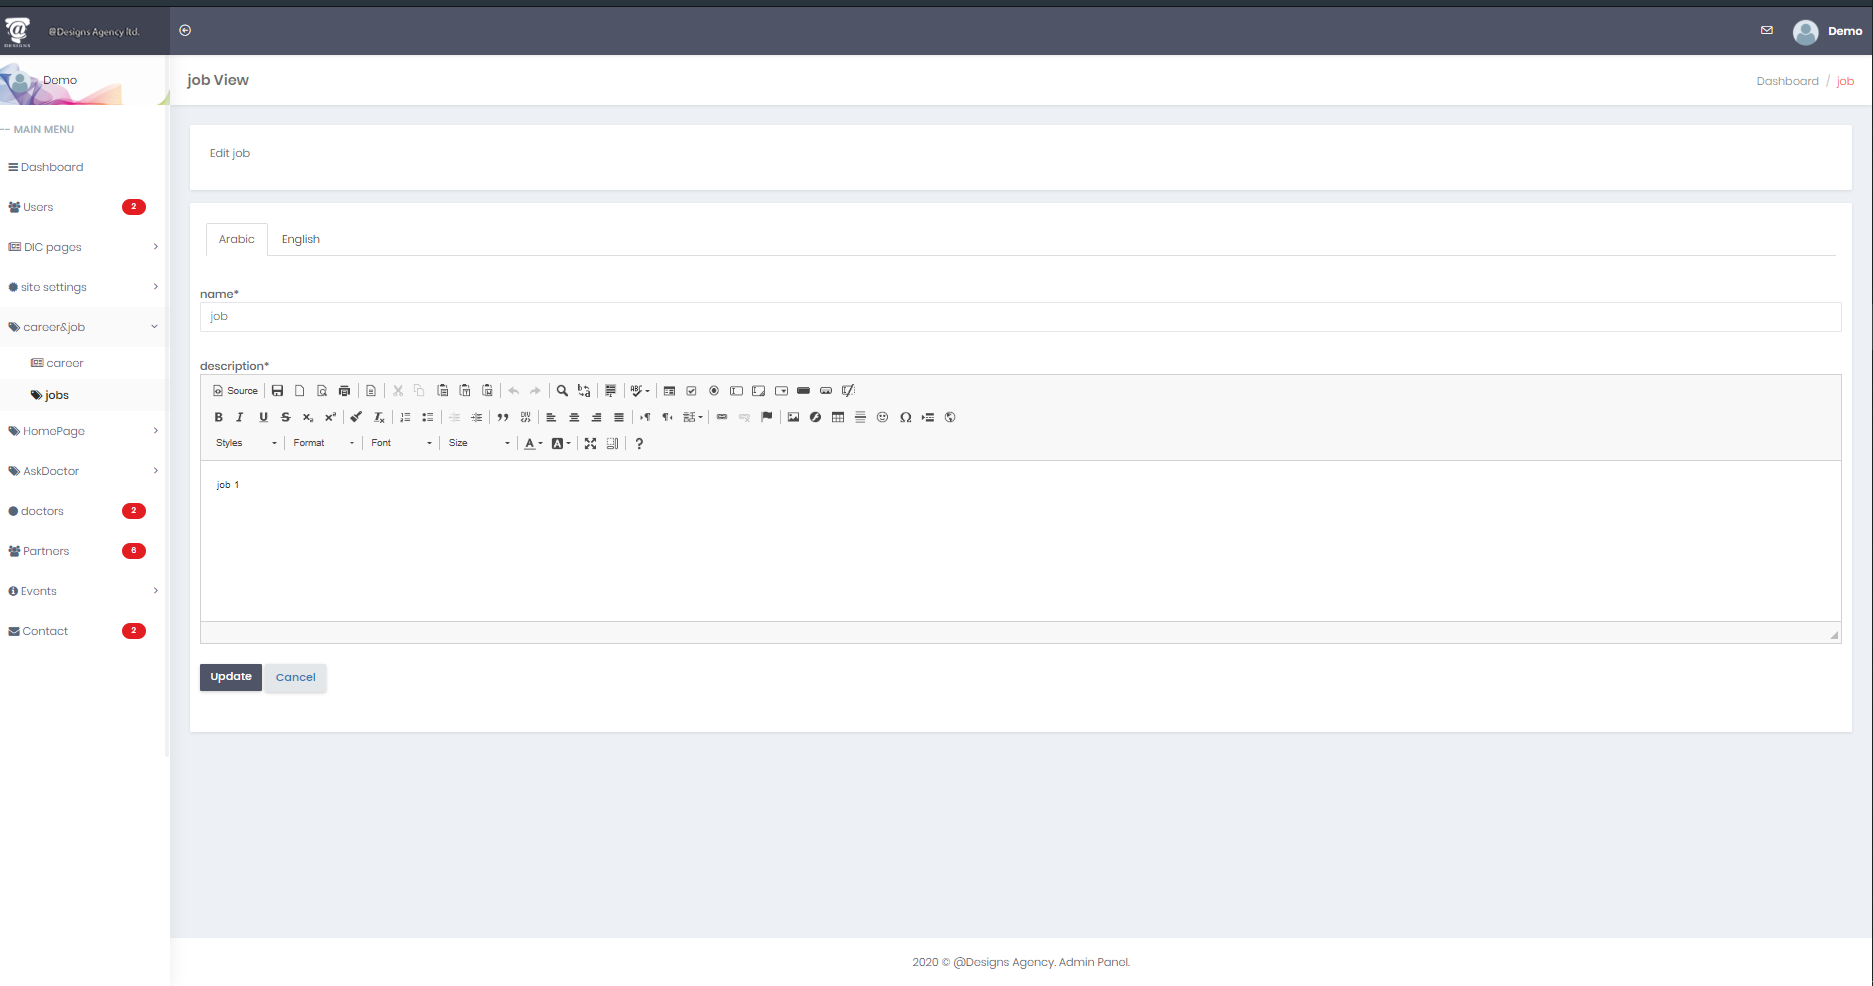 @Designs Agency ltd.
DESIGNS
Demo
Demo
job View
Dashboard / job
-- MAIN MENU
Dashboard
Users 2
DIC pages
site settings
career&job
career
jobs
HomePage
AskDoctor
doctors 2
Partners 6
Events
Contact 2
Edit job
Arabic English
name*
job
description*
Source
Styles Format Font Size
job 1
Update Cancel
2020 © @Designs Agency. Admin Panel.